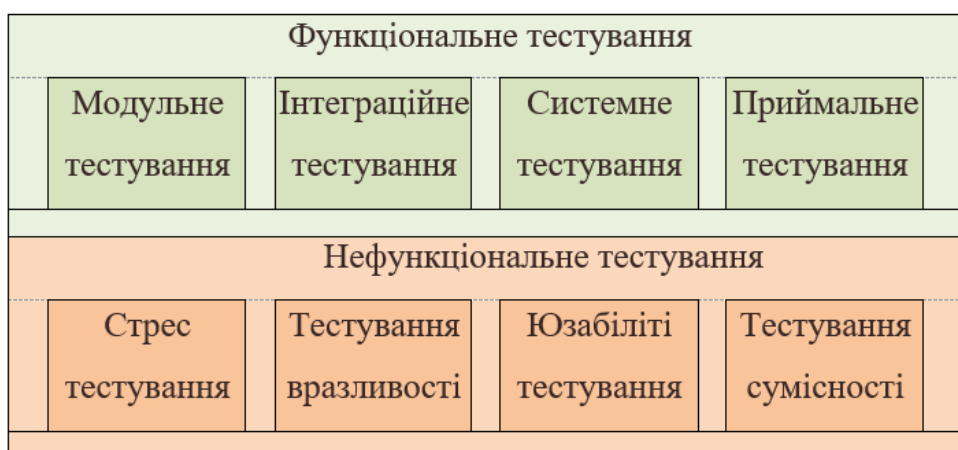 Функціональне тестування
Модульне
тестування
Інтеграційне
тестування
Системне
тестування
Приймальне
тестування
Нефункціональне тестування
Стрес
тестування
Тестування
вразливості
Юзабіліті
тестування
Тестування
сумісності